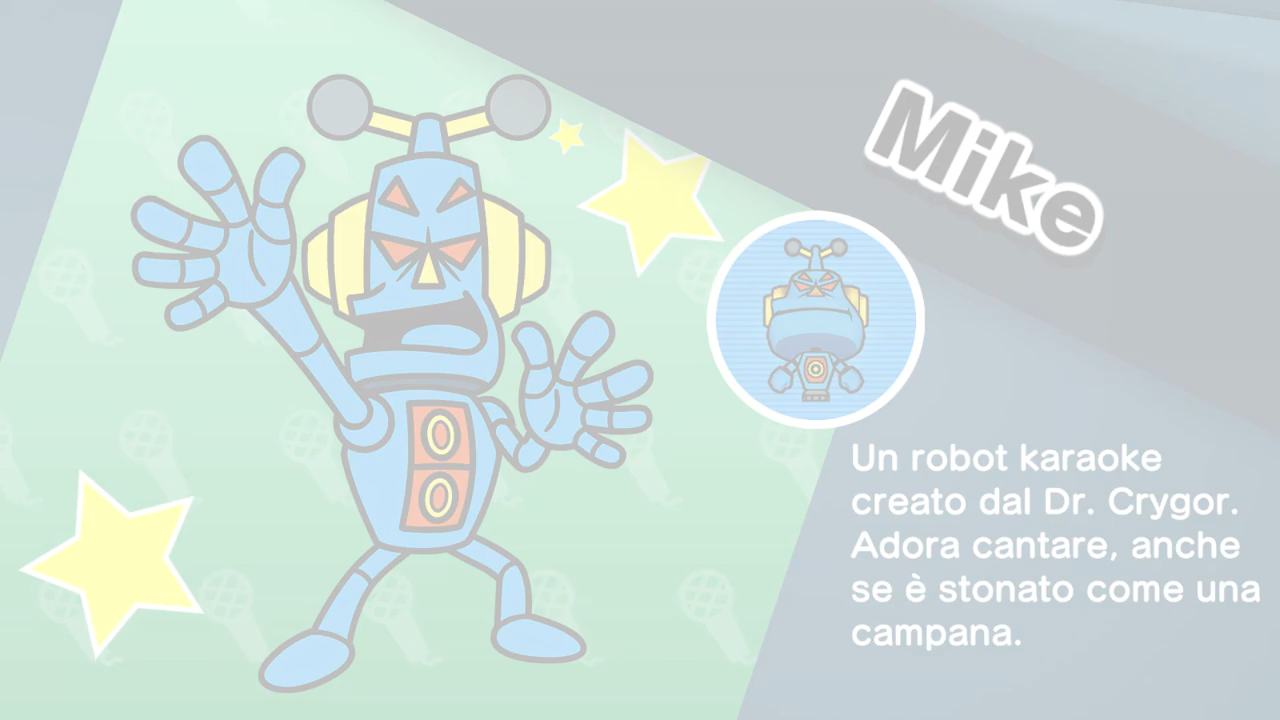 Mike
Un robot karaoke
creato dal Dr. Crygor.
Adora cantare, anche
se è stonato come una
campana.